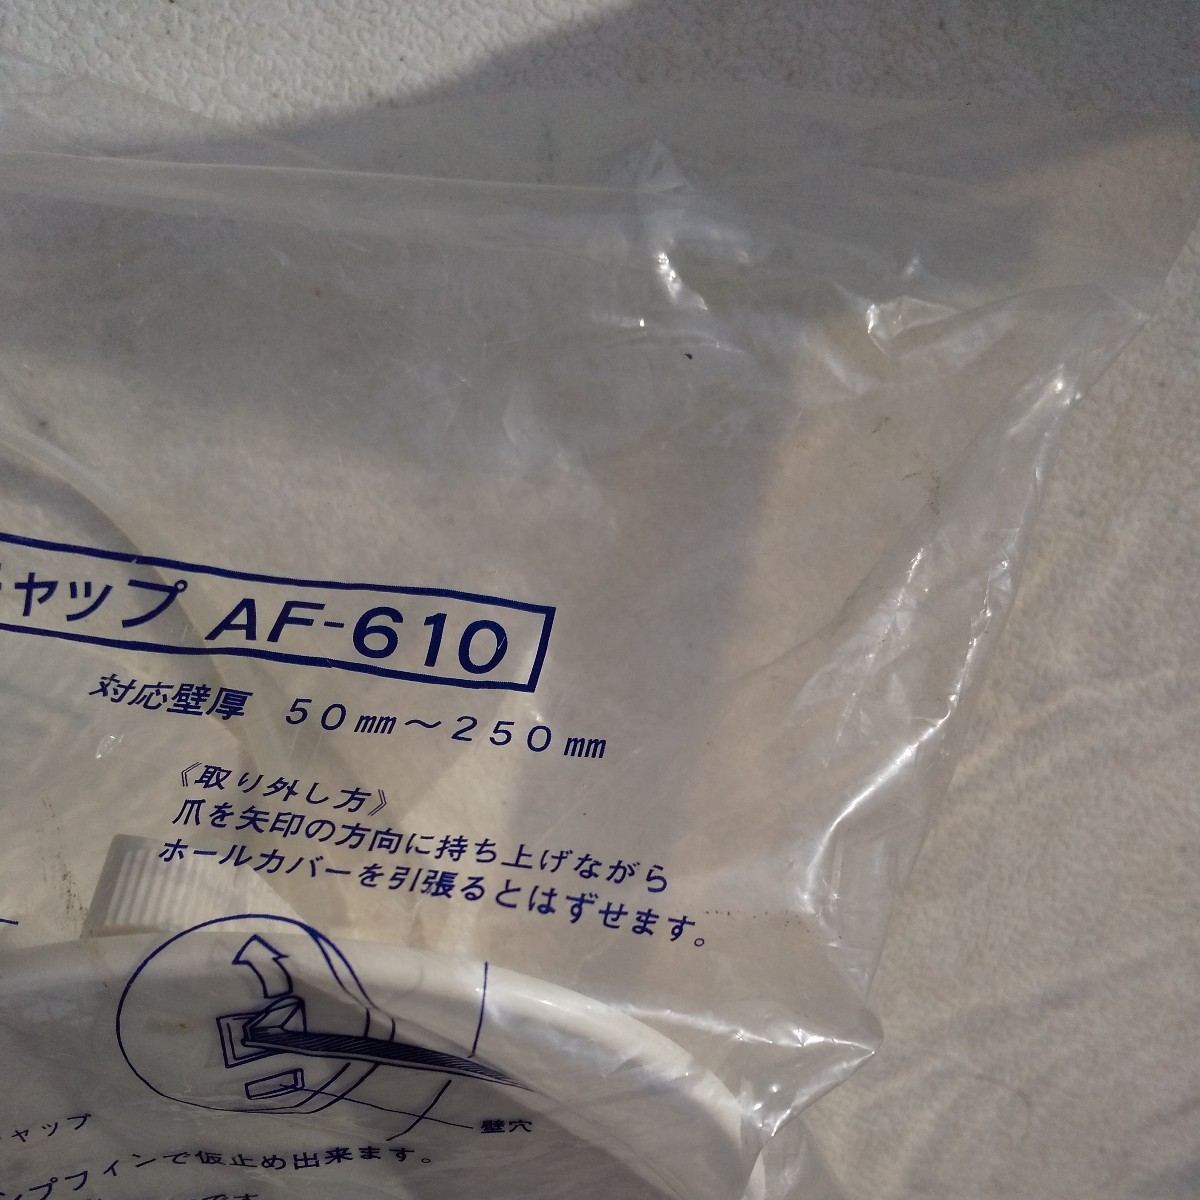 キャップ AF-610
対応壁厚 50㎜～250㎜
《取り外し方》
爪を矢印の方向に持ち上げながら
ホールカバーを引張るとはずせます。
壁穴
ャップ
ンプフィンで仮止め出来ます。
です